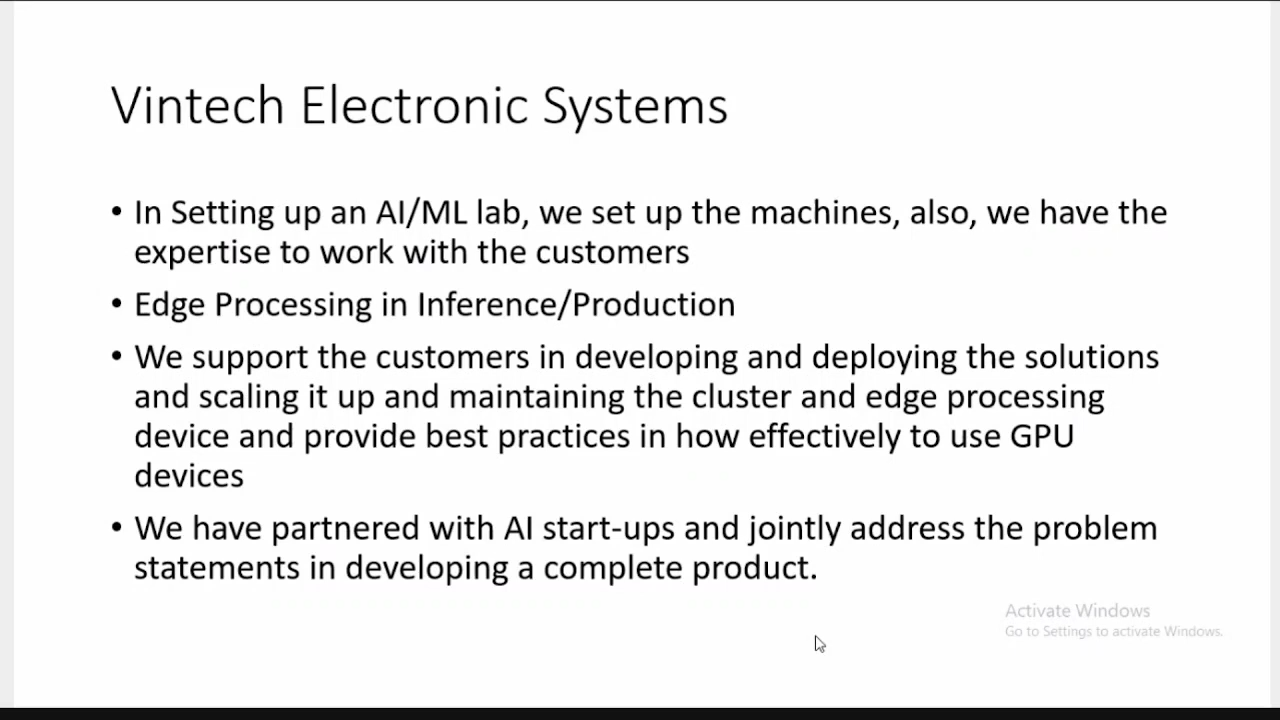 Vintech Electronic Systems
• In Setting up an AI/ML lab, we set up the machines, also, we have the
expertise to work with the customers
• Edge Processing in Inference/Production
• We support the customers in developing and deploying the solutions
and scaling it up and maintaining the cluster and edge processing
device and provide best practices in how effectively to use GPU
devices
• We have partnered with AI start-ups and jointly address the problem
statements in developing a complete product.
Activate Windows
Go to Settings to activate Windows.